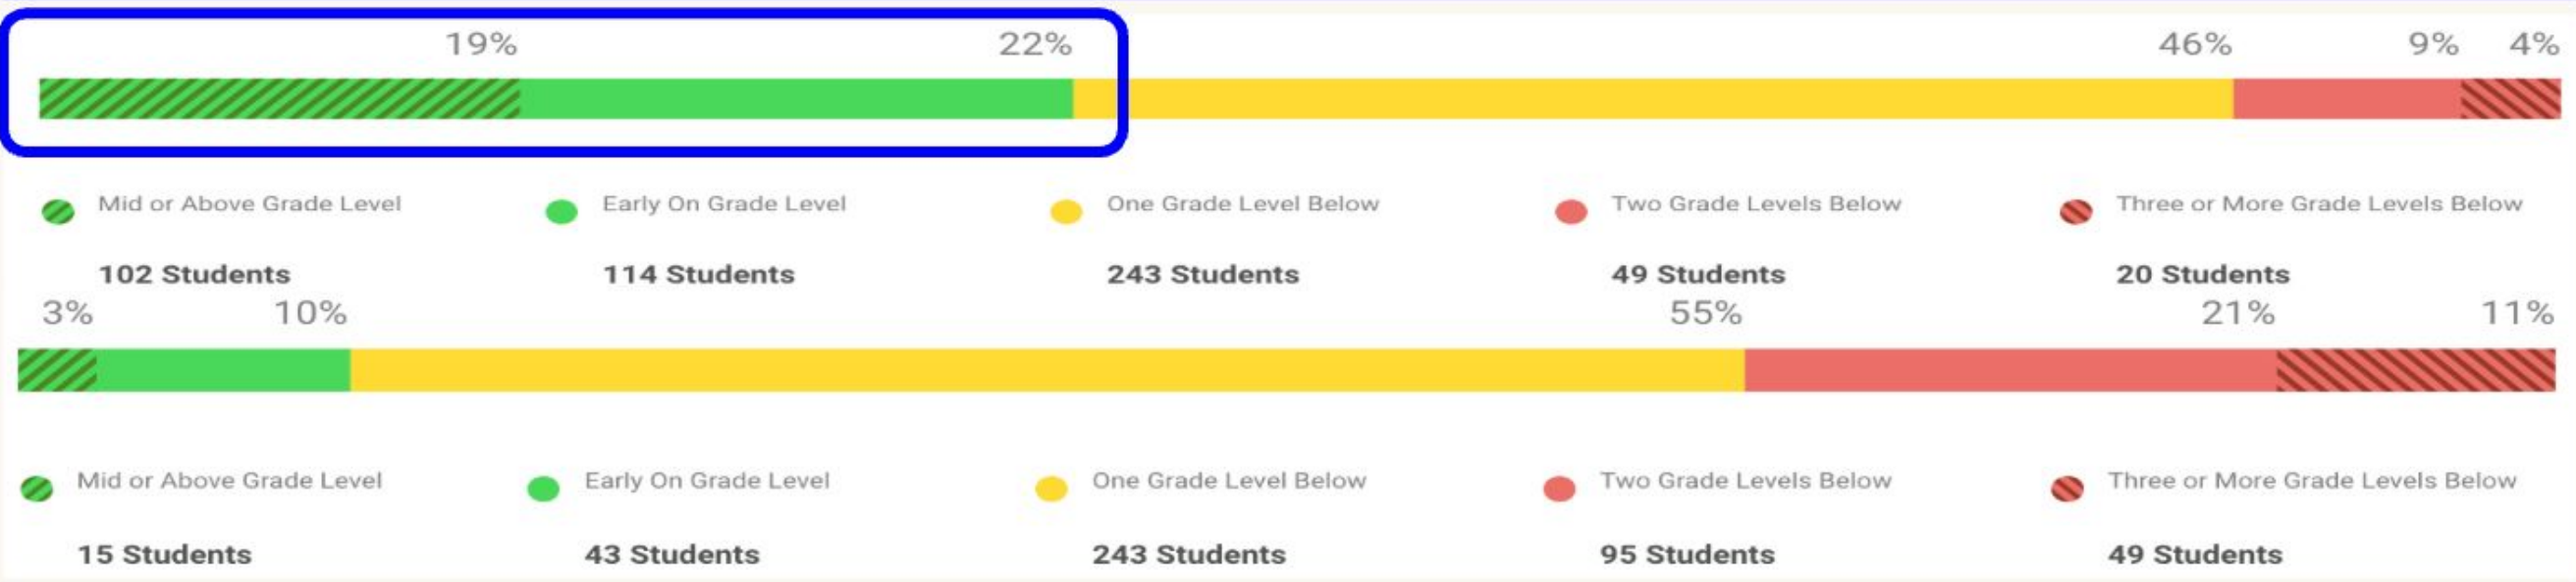 19% 22% 46% 9% 4%
Mid or Above Grade Level Early On Grade Level One Grade Level Below Two Grade Levels Below Three or More Grade Levels Below
102 Students 114 Students 243 Students 49 Students 20 Students
3% 10% 55% 21% 11%
Mid or Above Grade Level Early On Grade Level One Grade Level Below Two Grade Levels Below Three or More Grade Levels Below
15 Students 43 Students 243 Students 95 Students 49 Students